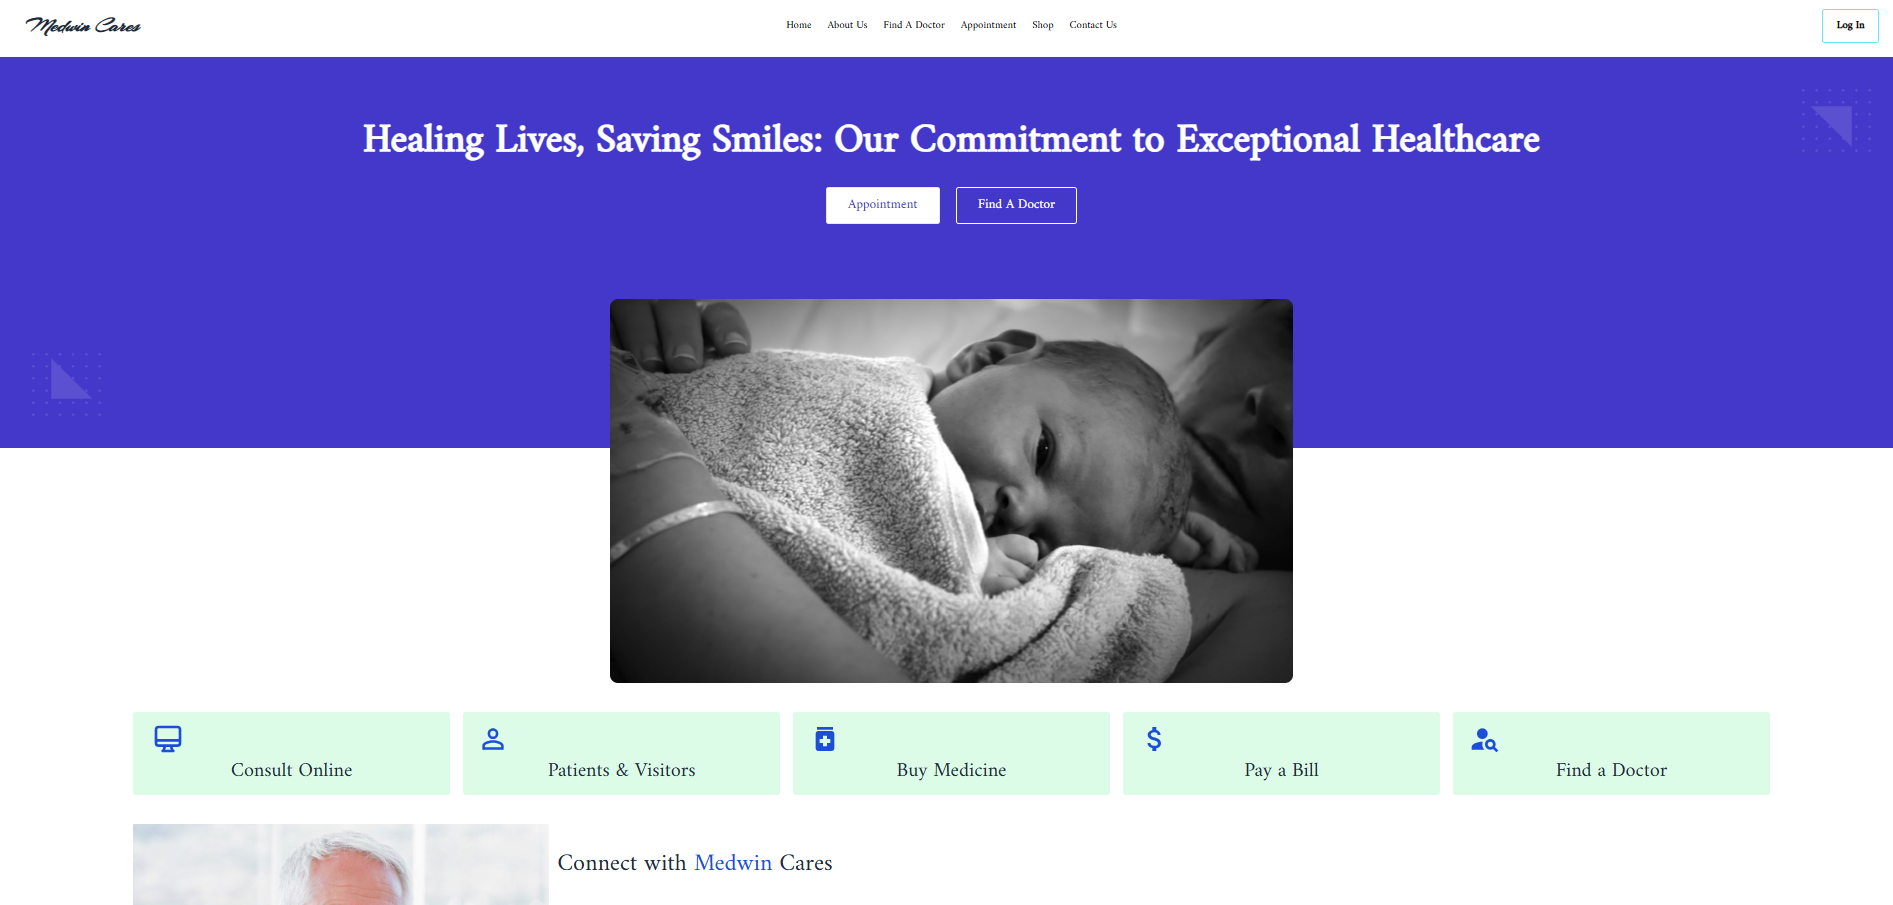 Medwin Cares
Home About Us Find A Doctor Appointment Shop Contact Us
Log In
Healing Lives, Saving Smiles: Our Commitment to Exceptional Healthcare
Appointment Find A Doctor
Consult Online
Patients & Visitors
Buy Medicine
Pay a Bill
Find a Doctor
Connect with Medwin Cares